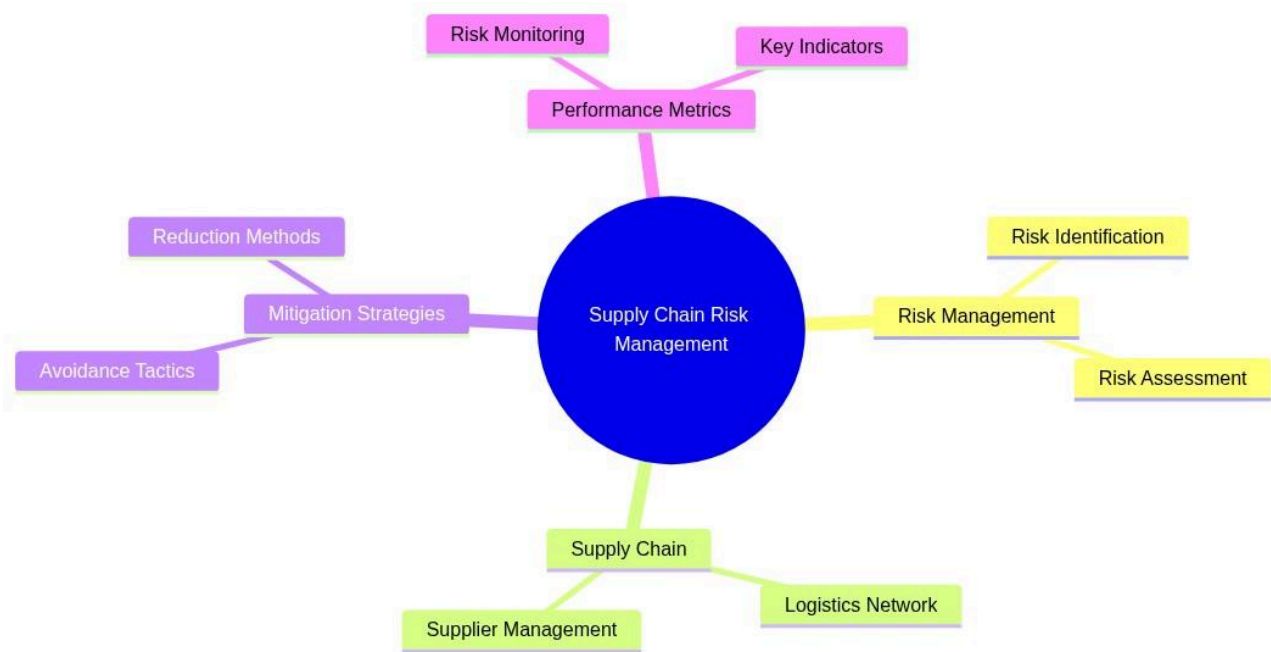 Risk Monitoring
Key Indicators
Performance Metrics
Reduction Methods
Mitigation Strategies
Avoidance Tactics
Supply Chain Risk
Management
Risk Identification
Risk Management
Risk Assessment
Supply Chain
Logistics Network
Supplier Management